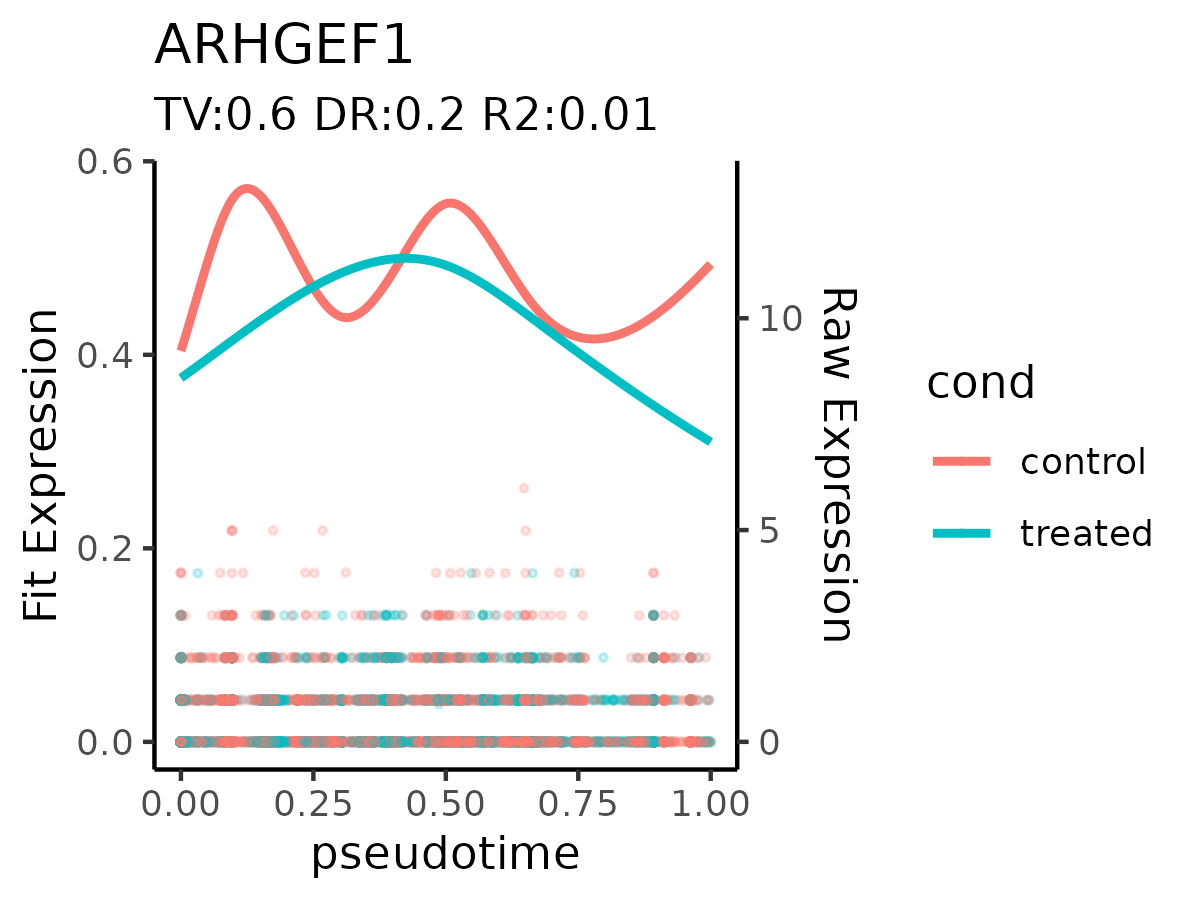 ARHGEF1
TV:0.6 DR:0.2 R2:0.01
Fit Expression
0.6
0.4
0.2
0.0
0.00 0.25 0.50 0.75 1.00
pseudotime
10
5
0
Raw Expression
cond
control
treated